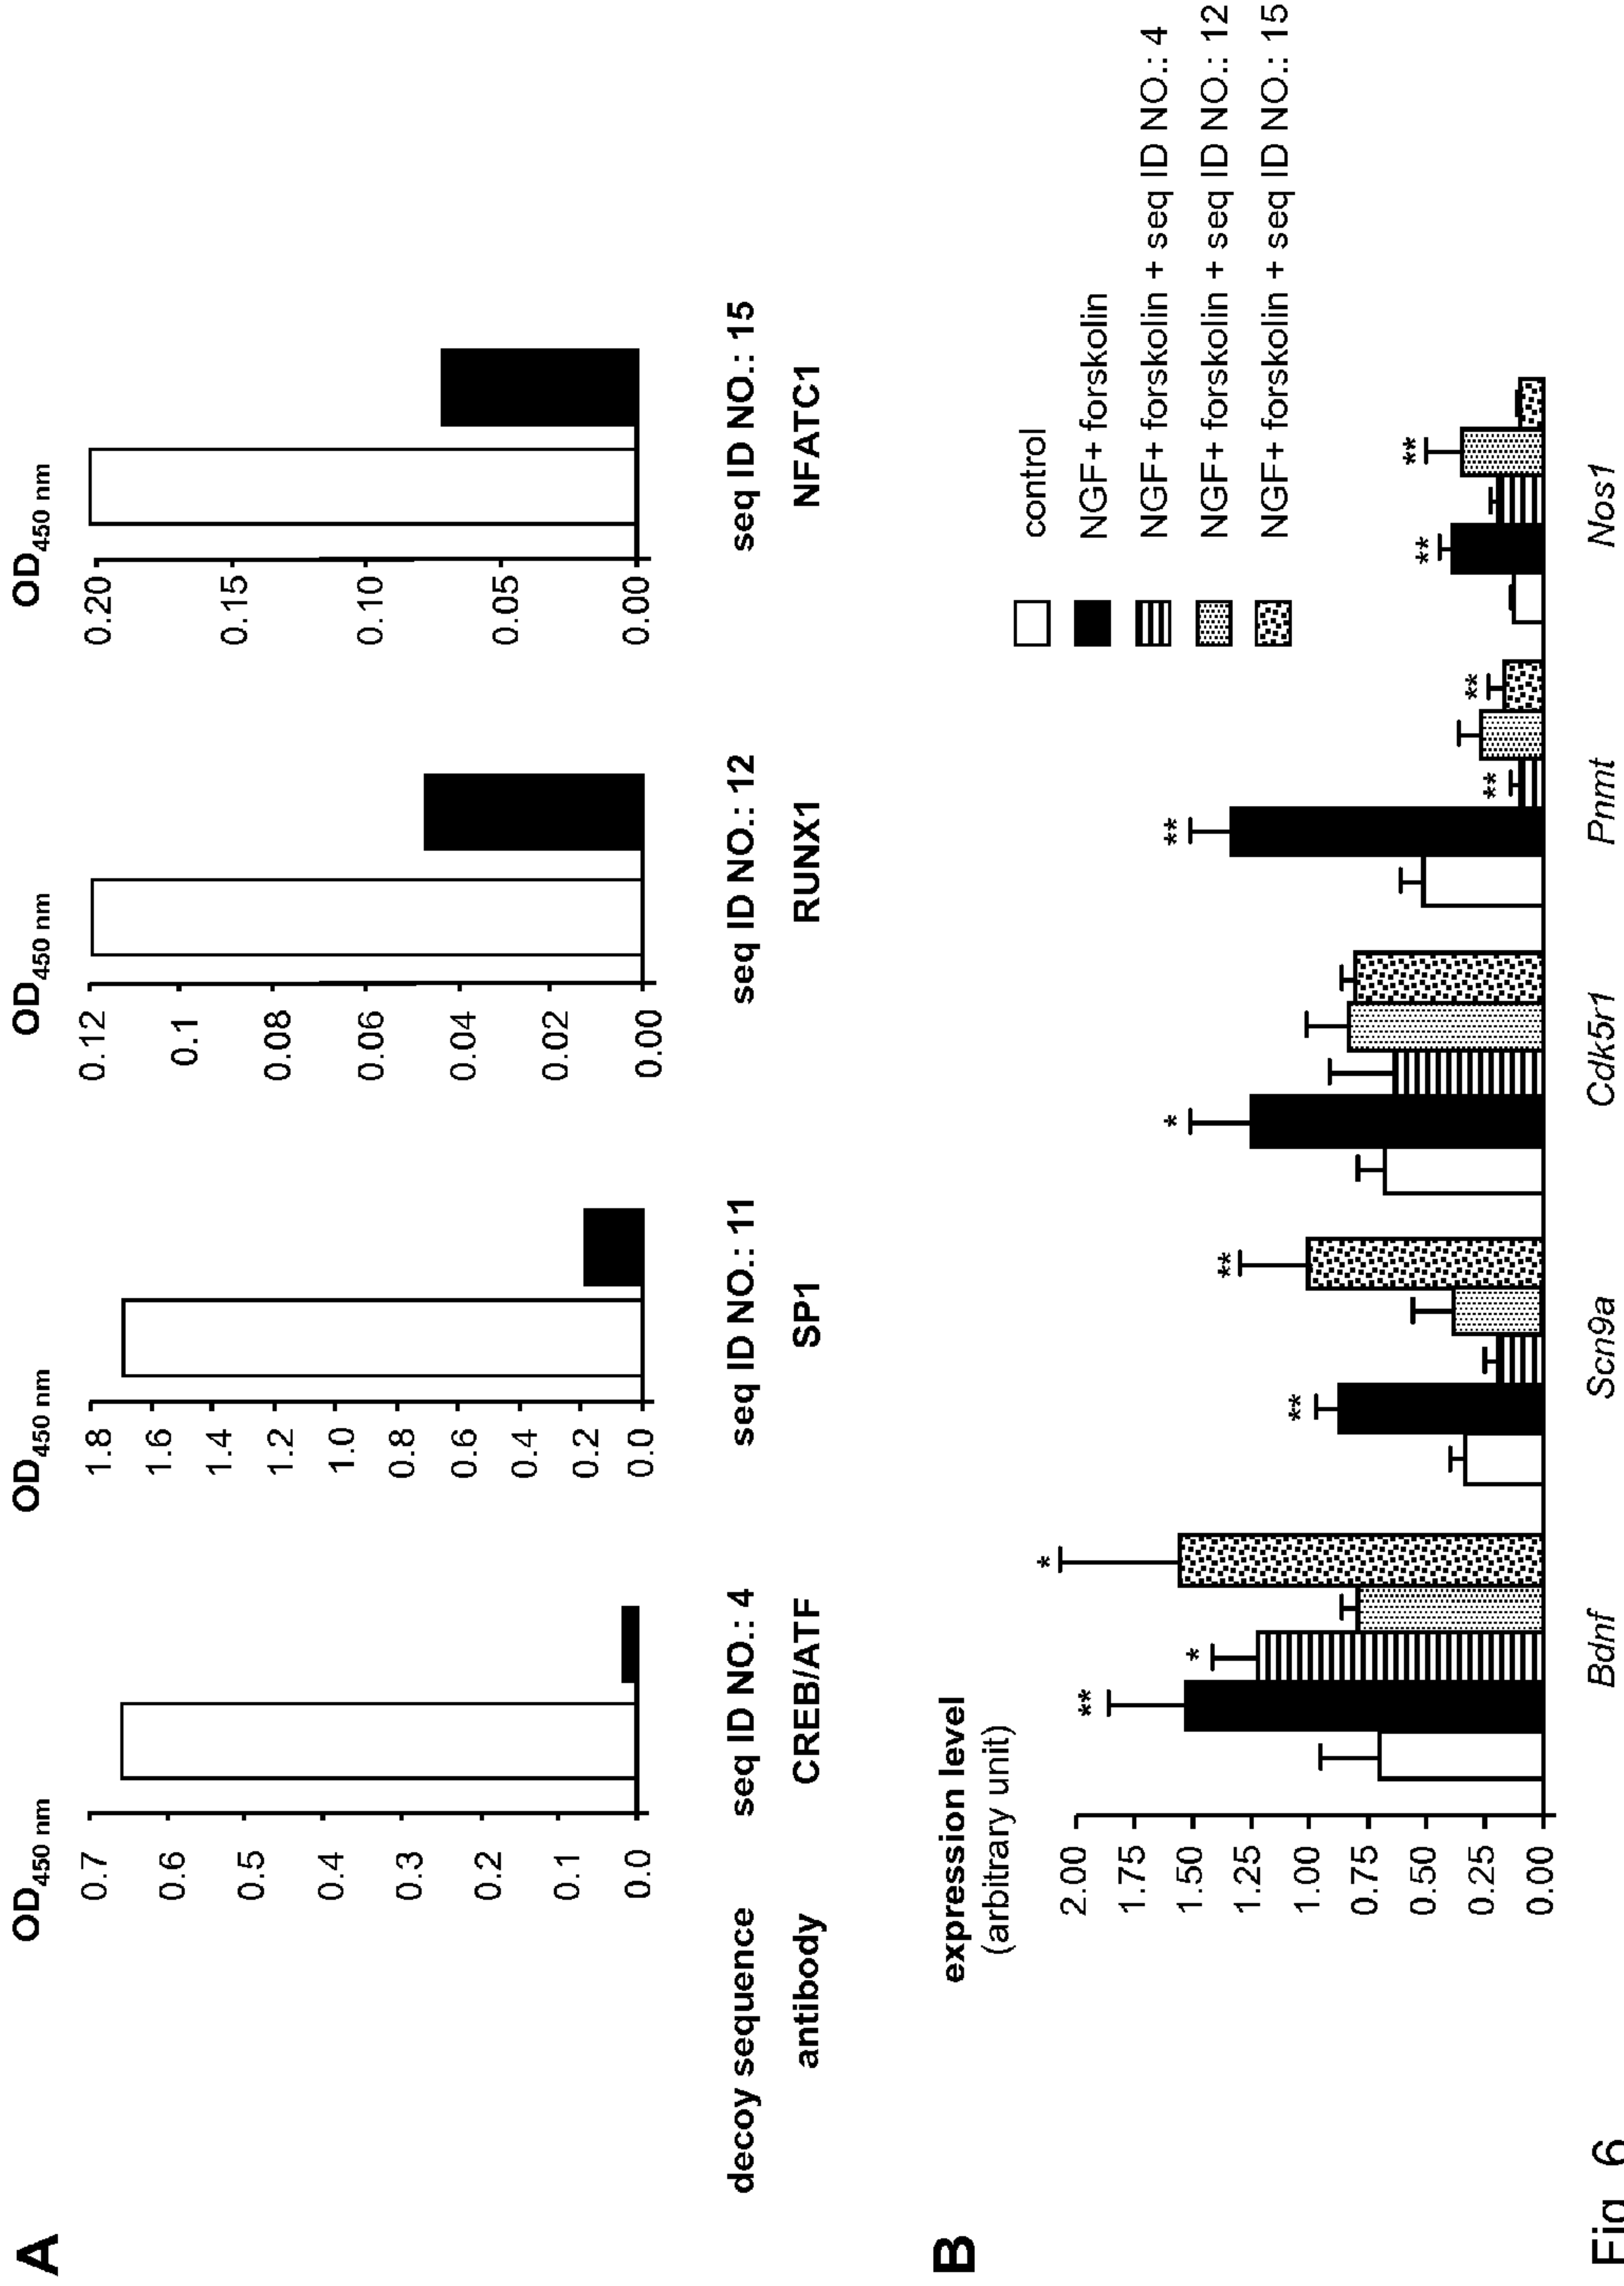 A
OD450 nm
0.7
0.6
0.5
0.4
0.3
0.2
0.1
0.0
OD450 nm
1.8
1.6
1.4
1.2
1.0
0.8
0.6
0.4
0.2
0.0
OD450 nm
0.12
0.1
0.08
0.06
0.04
0.02
0.00
OD450 nm
0.20
0.15
0.10
0.05
0.00
decoy sequence seq ID NO.: 4 seq ID NO.: 11 seq ID NO.: 12 seq ID NO.: 15
antibody CREB/ATF SP1 RUNX1 NFATC1
B
expression level
(arbitrary unit)
2.00
1.75
1.50
1.25
1.00
0.75
0.50
0.25
0.00
control
NGF+ forskolin
NGF+ forskolin + seq ID NO.: 4
NGF+ forskolin + seq ID NO.: 12
NGF+ forskolin + seq ID NO.: 15
**
*
*
**
**
*
**
**
**
**
**
Bdnf Scn9a Cdk5r1 Pnmt Nos1
Fig. 6